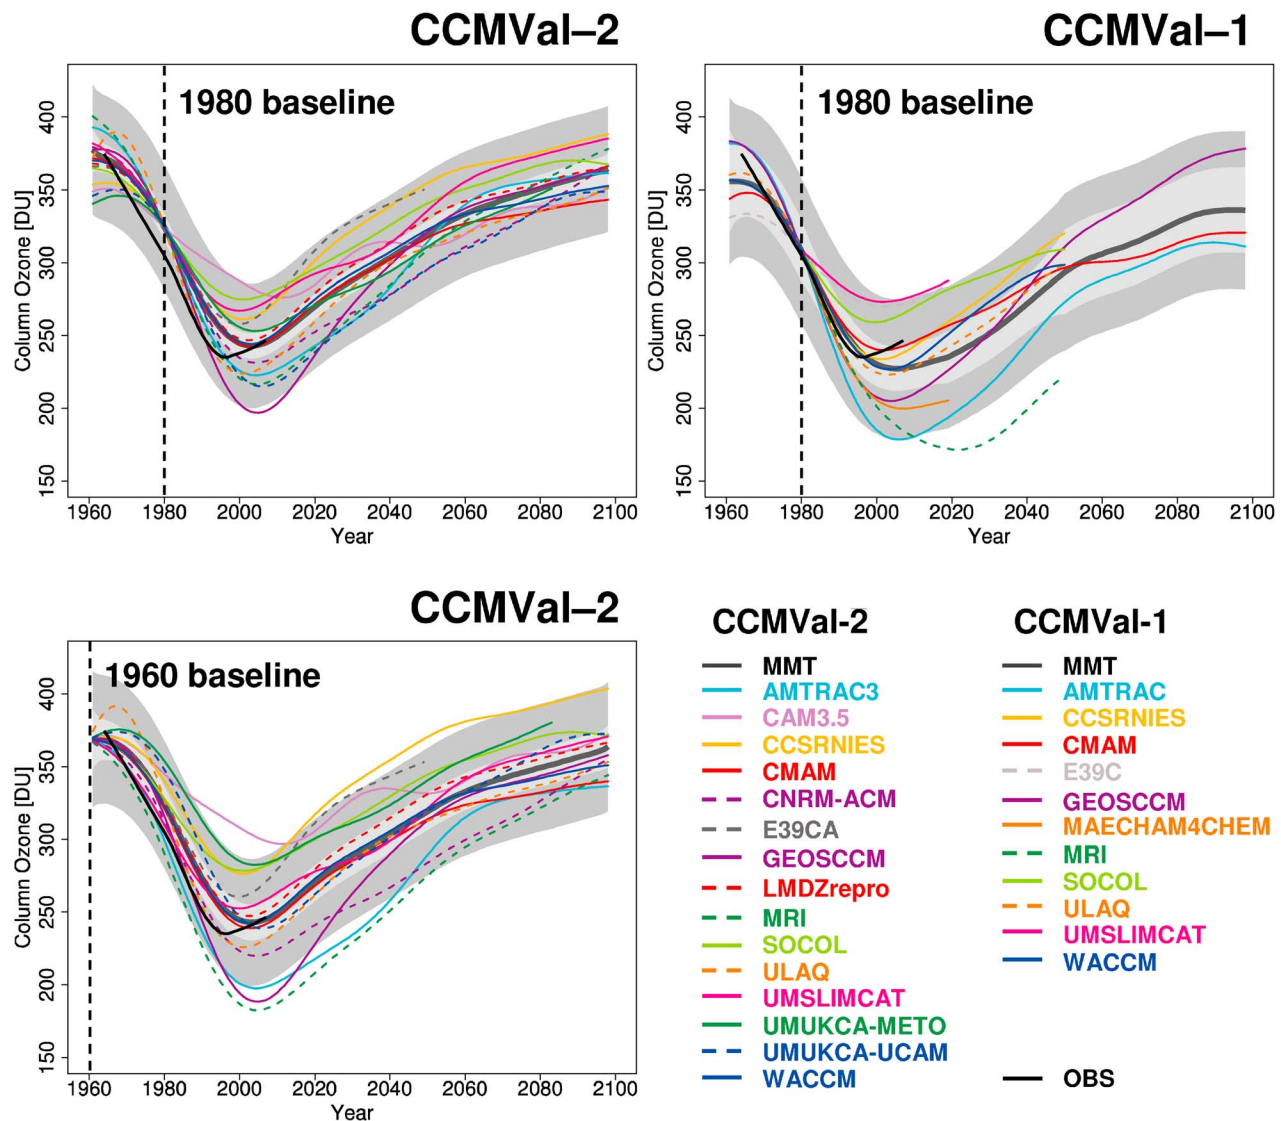 CCMVal–2
1980 baseline
Column Ozone [DU]
400
350
300
250
200
150
1960 1980 2000 2020 2040 2060 2080 2100
Year
CCMVal–1
1980 baseline
Column Ozone [DU]
400
350
300
250
200
150
1960 1980 2000 2020 2040 2060 2080 2100
Year
CCMVal–2
1960 baseline
Column Ozone [DU]
400
350
300
250
200
150
1960 1980 2000 2020 2040 2060 2080 2100
Year
CCMVal-2
MMT
AMTRAC3
CAM3.5
CCSRNIES
CMAM
CNRM-ACM
E39CA
GEOSCCM
LMDZrepro
MRI
SOCOL
ULAQ
UMSLIMCAT
UMUKCA-METO
UMUKCA-UCAM
WACCM
CCMVal-1
MMT
AMTRAC
CCSRNIES
CMAM
E39C
GEOSCCM
MAECHAM4CHEM
MRI
SOCOL
ULAQ
UMSLIMCAT
WACCM
OBS